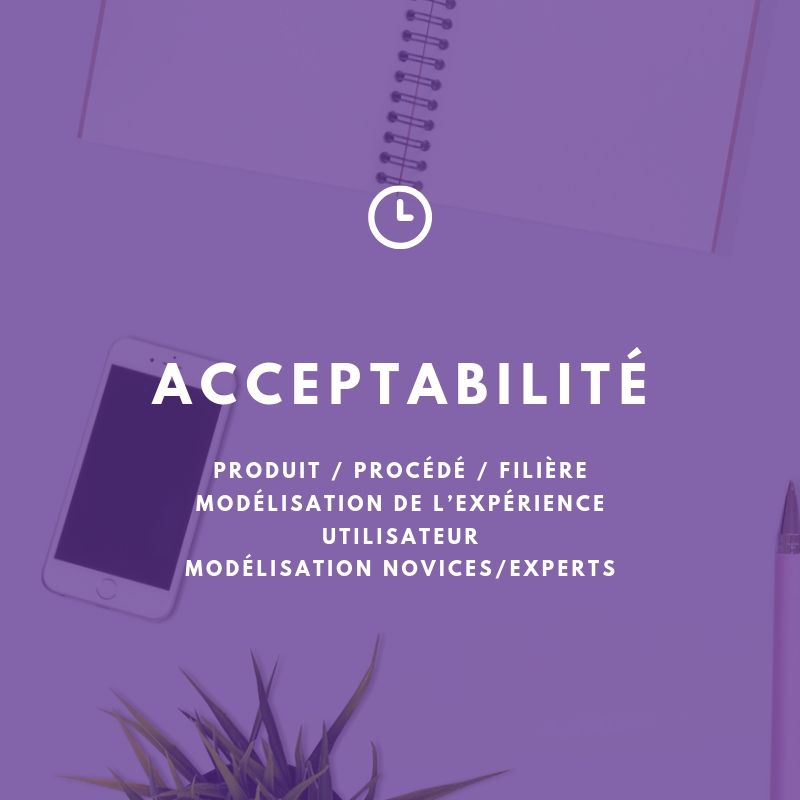 ACCEPTABILITÉ
PRODUIT / PROCÉDÉ / FILIÈRE
MODÉLISATION DE L'EXPÉRIENCE
UTILISATEUR
MODÉLISATION NOVICES/EXPERTS